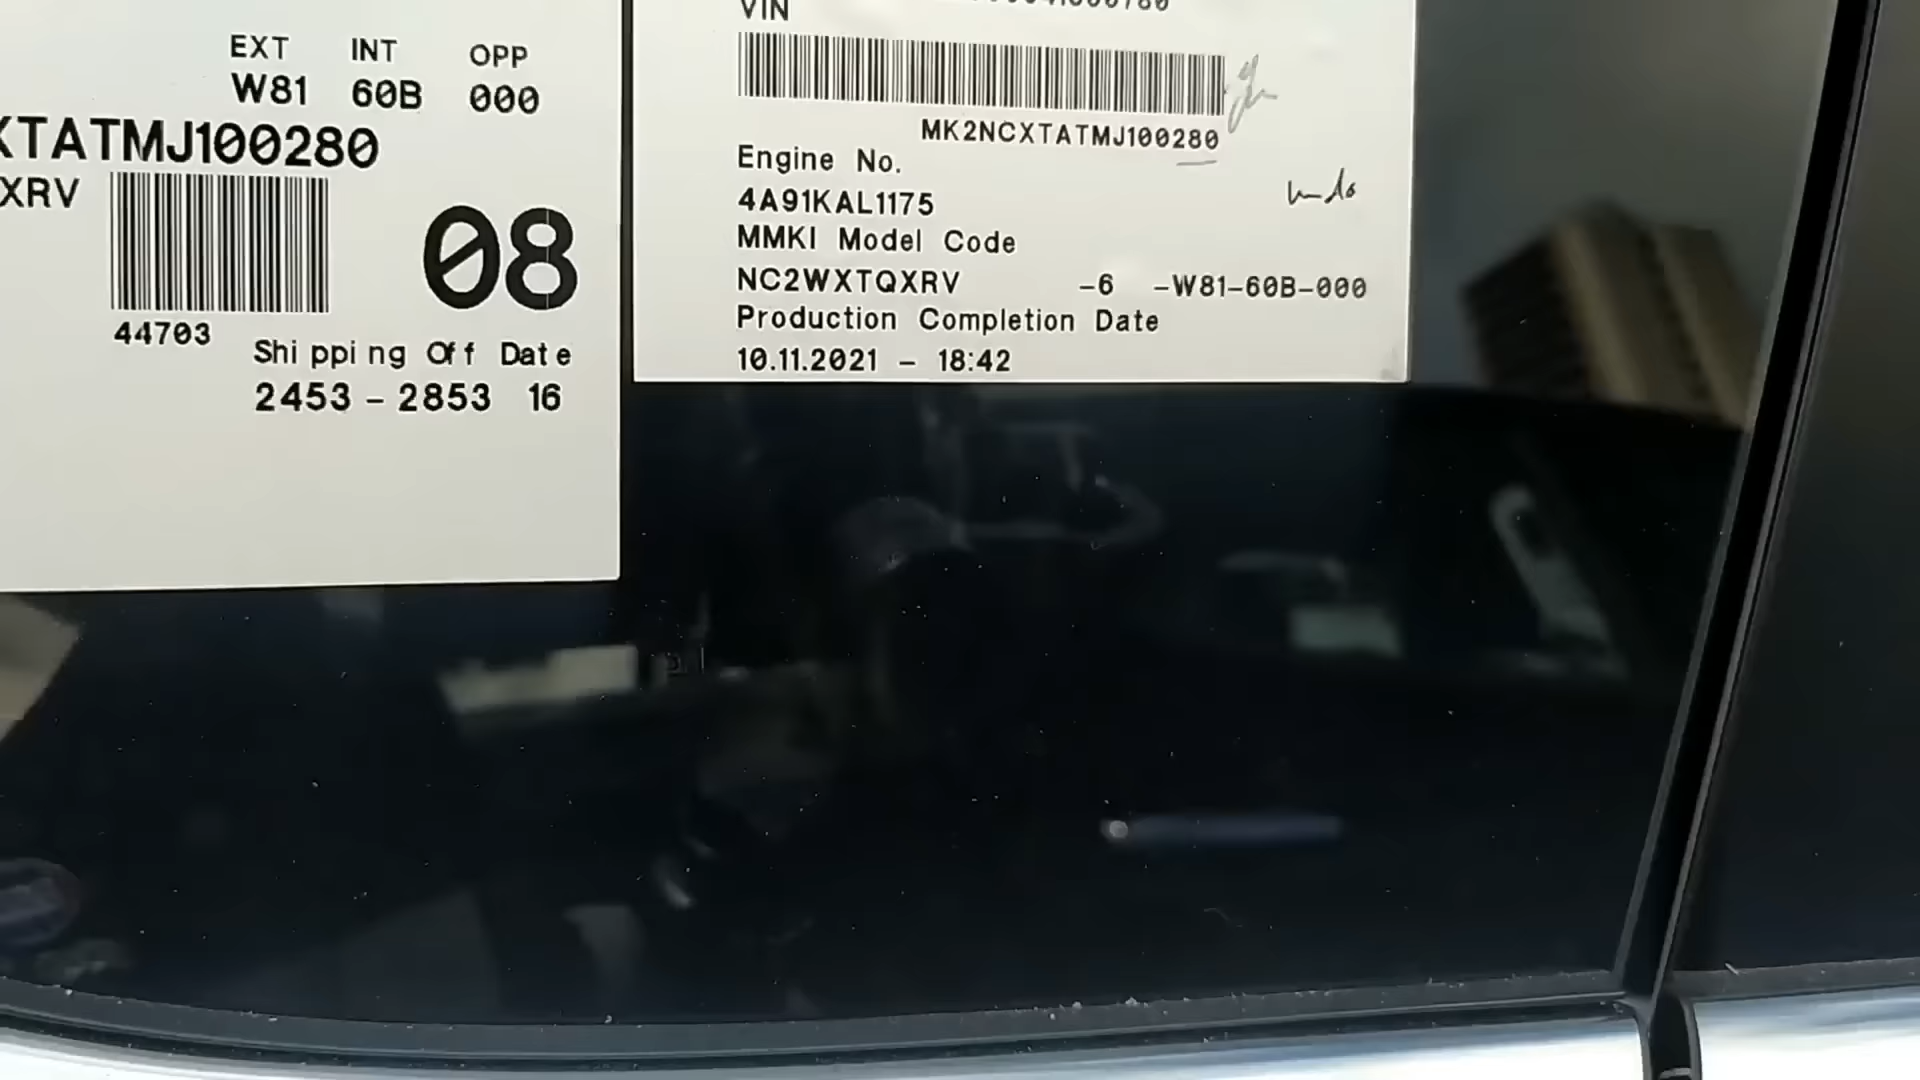 EXT INT OPP
W81 60B 000
XTATMJ100280
XRV
08
44703
Shipping Off Date
2453 - 2853 16
VIN
MK2NCXTATMJ100280
Engine No.
4A91KAL1175
MMKI Model Code
NC2WXTQXRV -6 -W81-60B-000
Production Completion Date
10.11.2021 - 18:42